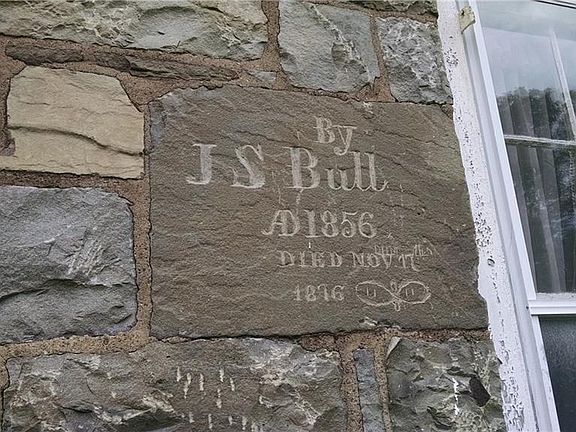 By
J S Bull
AD 1856
DIED NOV 17
1876